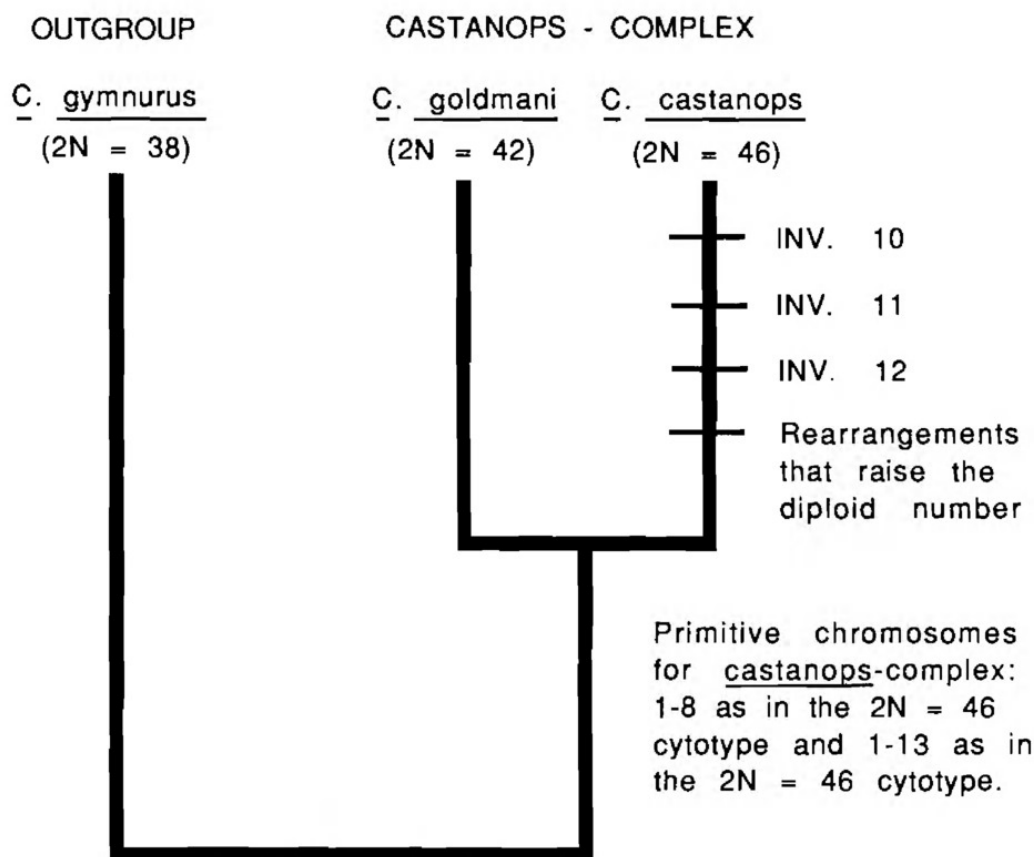 OUTGROUP
CASTANOPS - COMPLEX
C. gymnurus
(2N = 38)
C. goldmani
(2N = 42)
C. castanops
(2N = 46)
INV. 10
INV. 11
INV. 12
Rearrangements
that raise the
diploid number
Primitive chromosomes
for castanops-complex:
1-8 as in the 2N = 46
cytotype and 1-13 as in
the 2N = 46 cytotype.